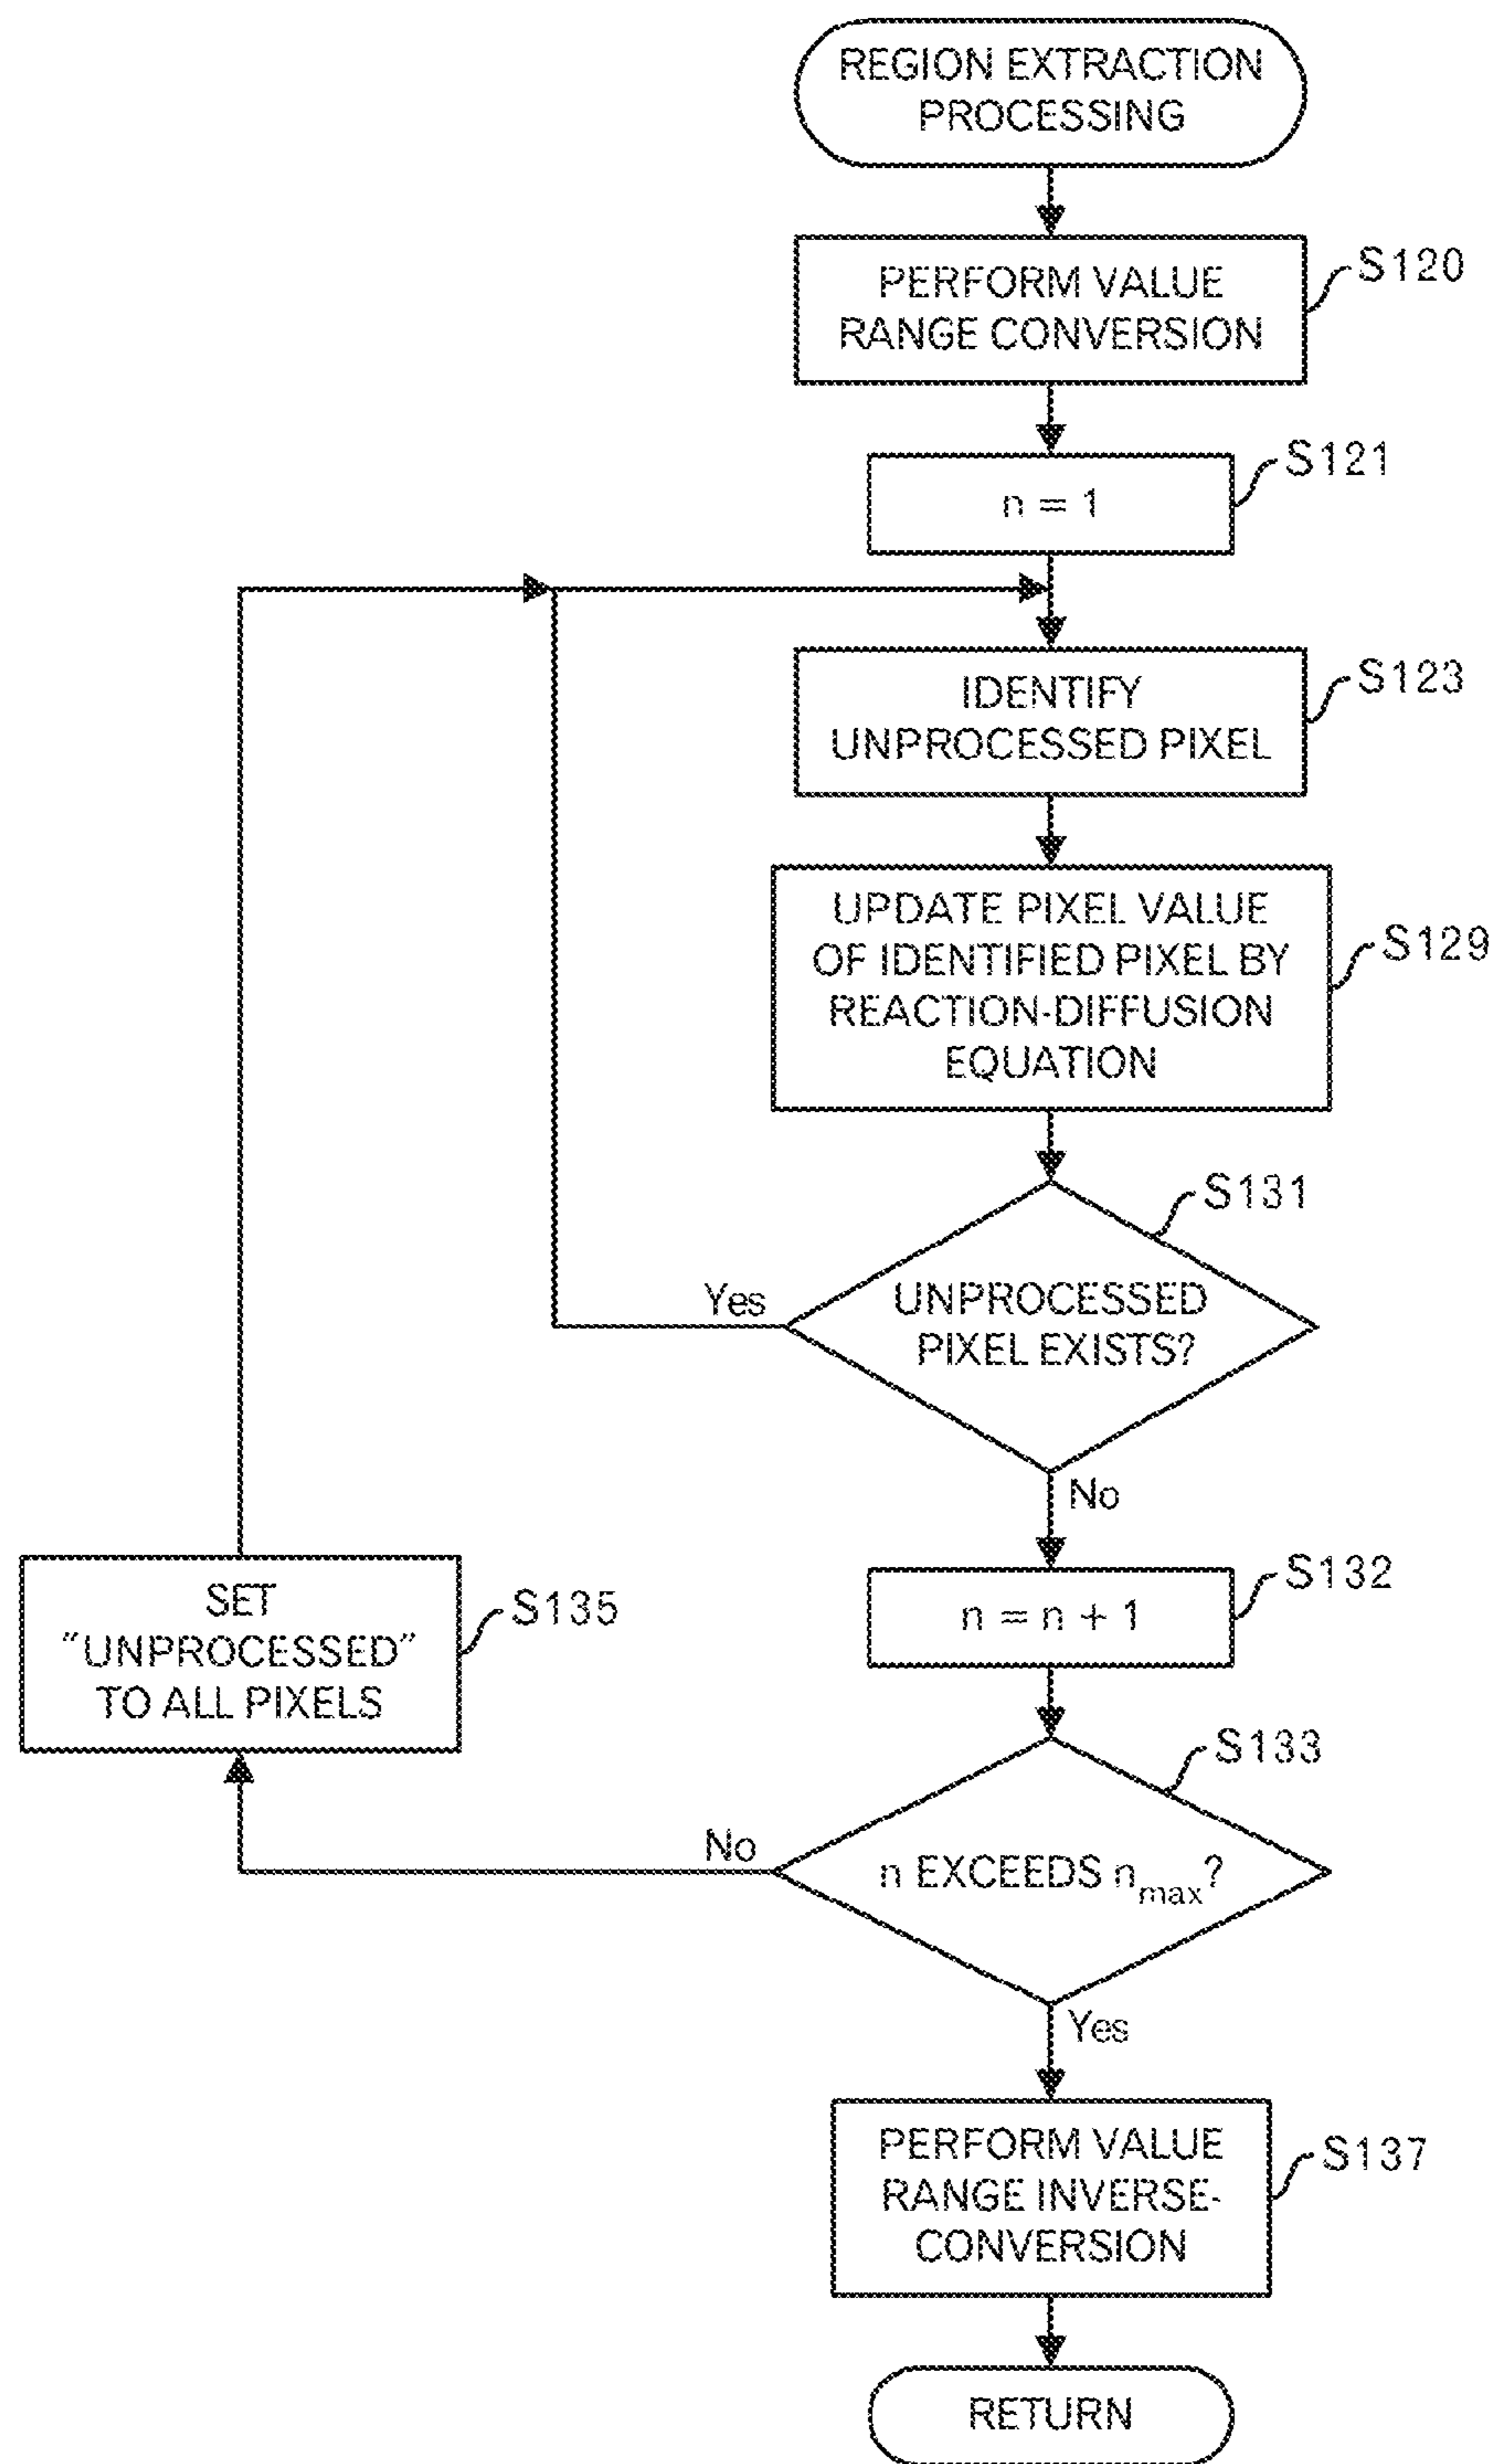 REGION EXTRACTION
PROCESSING
PERFORM VALUE
RANGE CONVERSION
S120
n = 1
S121
IDENTIFY
UNPROCESSED PIXEL
S123
UPDATE PIXEL VALUE
OF IDENTIFIED PIXEL BY
REACTION-DIFFUSION
EQUATION
S129
UNPROCESSED
PIXEL EXISTS?
S131
Yes
No
n = n + 1
S132
SET
"UNPROCESSED"
TO ALL PIXELS
S135
n EXCEEDS nmax?
S133
No
Yes
PERFORM VALUE
RANGE INVERSE-
CONVERSION
S137
RETURN